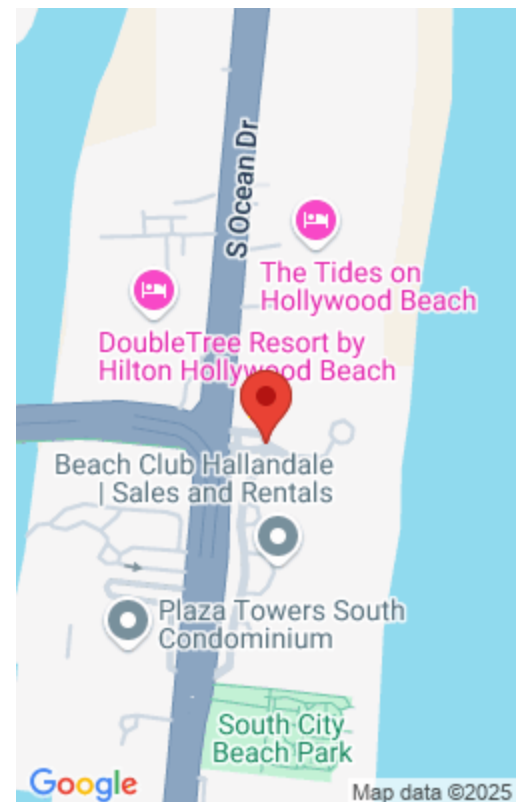 S Ocean Dr
The Tides on
Hollywood Beach
DoubleTree Resort by
Hilton Hollywood Beach
Beach Club Hallandale
| Sales and Rentals
Plaza Towers South
Condominium
South City
Beach Park
Google
Map data ©2025